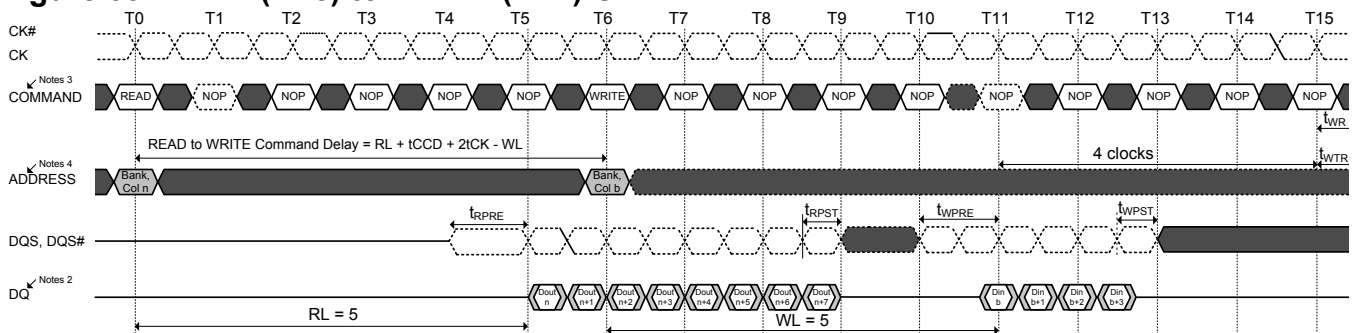 T0 T1 T2 T3 T4 T5 T6 T7 T8 T9 T10 T11 T12 T13 T14 T15
CK#
CK
Notes 3
COMMAND READ NOP NOP NOP NOP NOP WRITE NOP NOP NOP NOP NOP NOP NOP NOP NOP
tWR
READ to WRITE Command Delay = RL + tCCD + 2tCK - WL
4 clocks
tWTR
Notes 4
ADDRESS
Bank, Col n
Bank, Col b
tRPRE tRPST tWPRE tWPST
DQS, DQS#
Notes 2
DQ
Dout n
Dout n+1
Dout n+2
Dout n+3
Dout n+4
Dout n+5
Dout n+6
Dout n+7
Din b
Din b+1
Din b+2
Din b+3
RL = 5
WL = 5